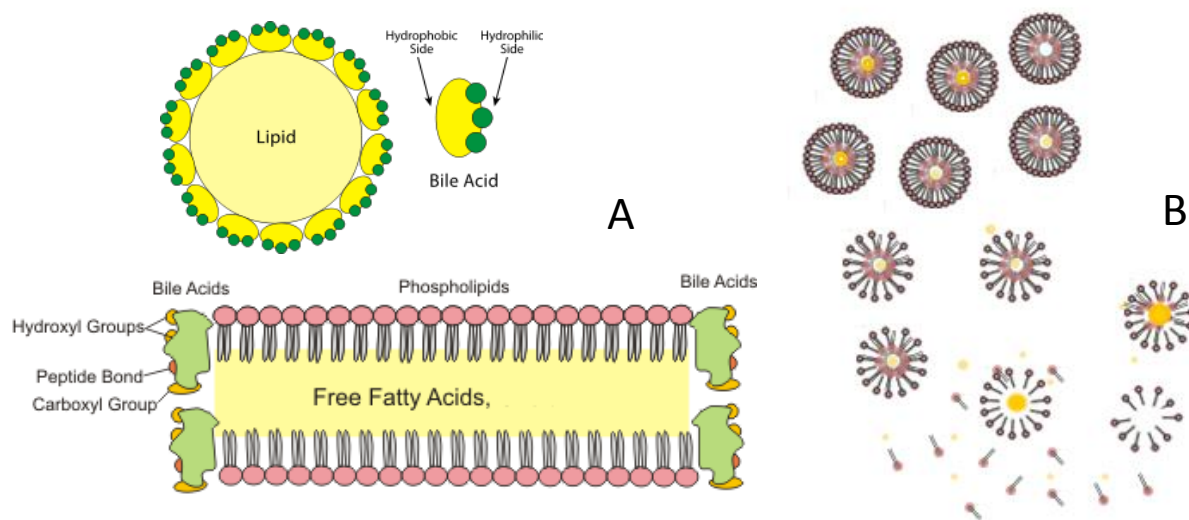 Hydrophobic
Side
Hydrophilic
Side
Lipid
Bile Acid
A
B
Bile Acids
Phospholipids
Bile Acids
Hydroxyl Groups
Peptide Bond
Carboxyl Group
Free Fatty Acids,